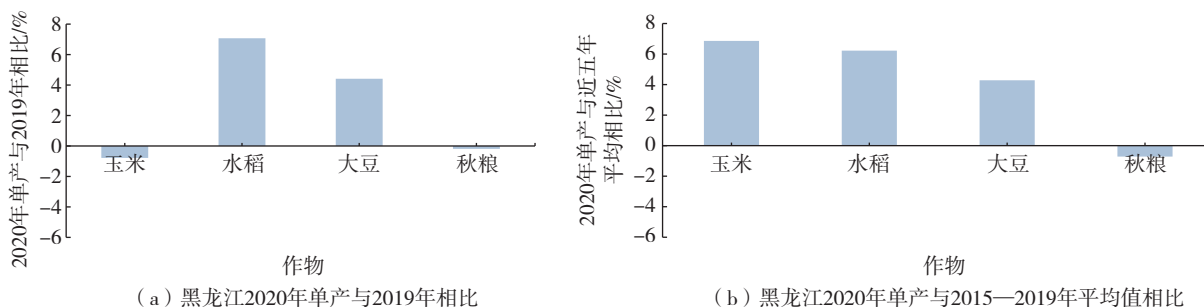 2020年单产与2019年相比/%
8
6
4
2
0
-2
-4
-6
玉米 水稻 大豆 秋粮
作物
（a）黑龙江2020年单产与2019年相比
2020年单产与近五年
平均相比/%
8
6
4
2
0
-2
-4
-6
玉米 水稻 大豆 秋粮
作物
（b）黑龙江2020年单产与2015—2019年平均值相比